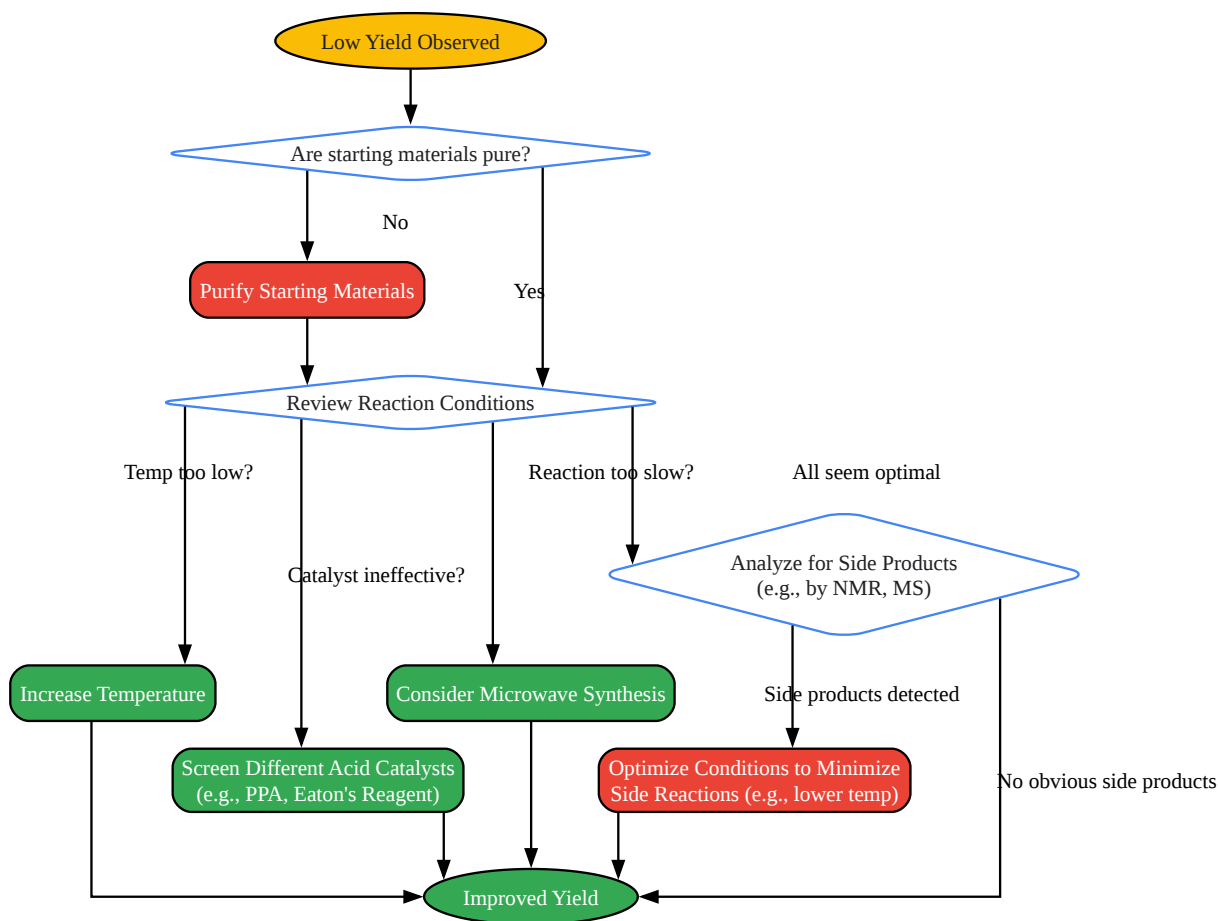 Low Yield Observed
Are starting materials pure?
No
Purify Starting Materials
Yes
Review Reaction Conditions
Temp too low?
Reaction too slow?
All seem optimal
Catalyst ineffective?
Analyze for Side Products
(e.g., by NMR, MS)
Increase Temperature
Consider Microwave Synthesis
Side products detected
Screen Different Acid Catalysts
(e.g., PPA, Eaton's Reagent)
Optimize Conditions to Minimize
Side Reactions (e.g., lower temp)
No obvious side products
Improved Yield